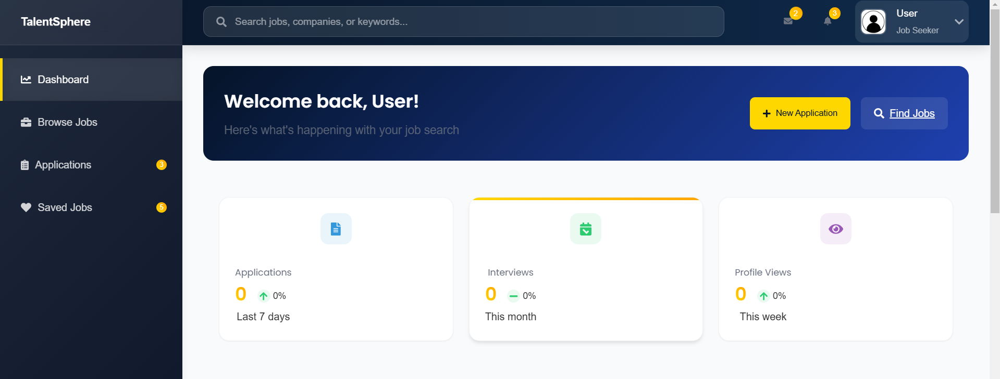 TalentSphere
Search jobs, companies, or keywords...
2
3
User
Job Seeker
Dashboard
Browse Jobs
Applications
3
Saved Jobs
5
Welcome back, User!
Here's what's happening with your job search
New Application
Find Jobs
Applications
0 0%
Last 7 days
Interviews
0 0%
This month
Profile Views
0 0%
This week